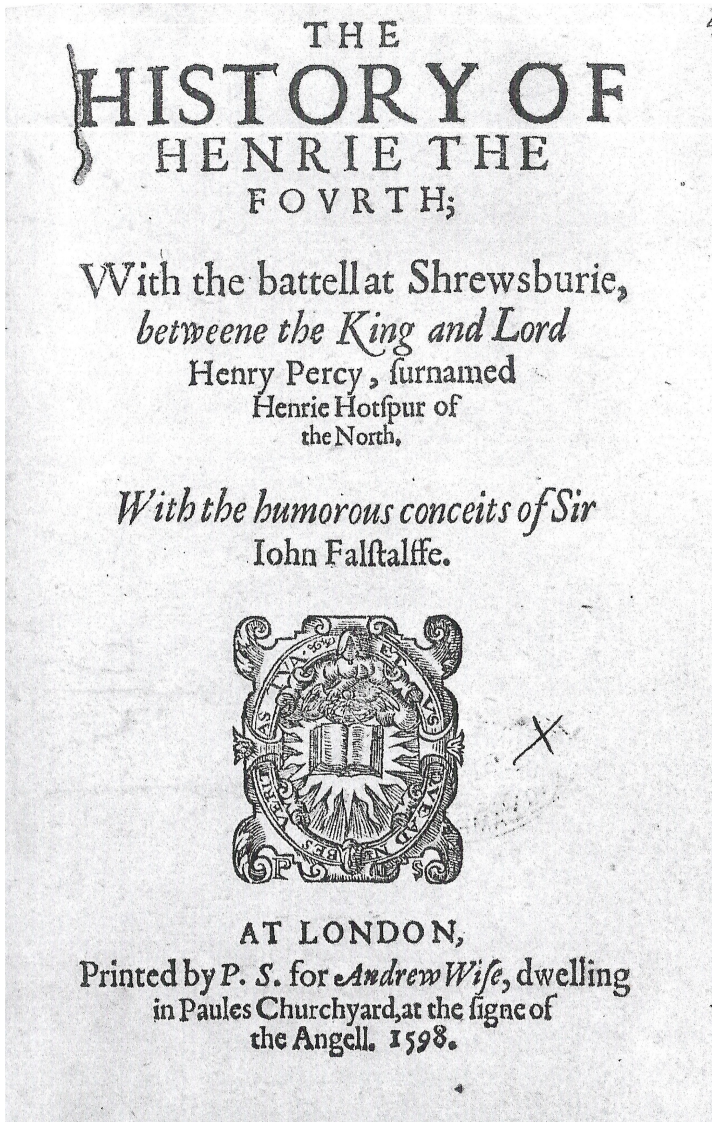 THE
HISTORY OF
HENRIE THE
FOVRTH;
VVith the battell at Shrewsburie,
betweene the King and Lord
Henry Percy, ſurnamed
Henrie Hotſpur of
the North.
With the humorous conceits of Sir
Iohn Falſtalffe.
P S
AT LONDON,
Printed by P. S. for Andrew Wiſe, dwelling
in Paules Churchyard, at the ſigne of
the Angell. 1598.